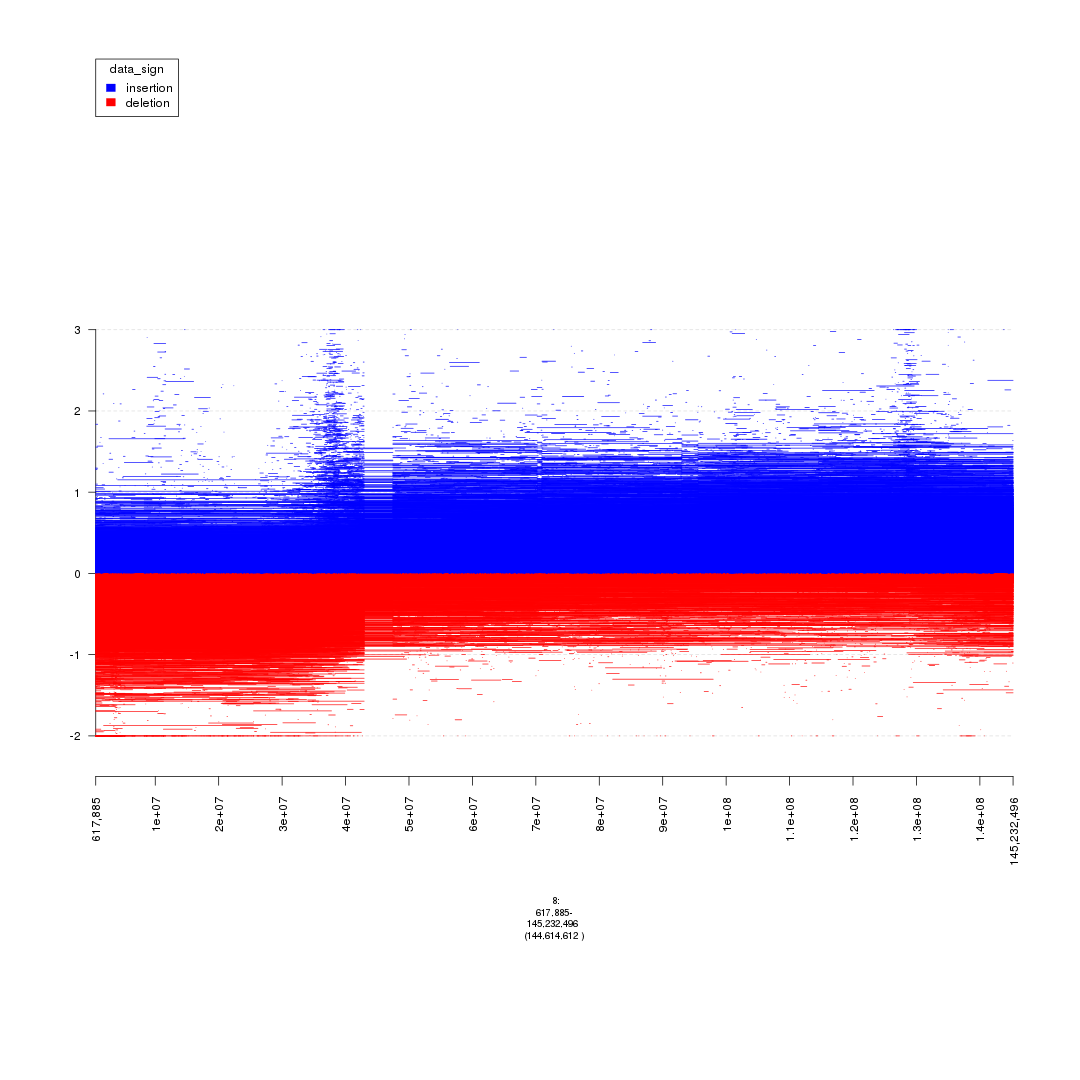 data_sign
insertion
deletion
3
2
1
0
-1
-2
617,885
1e+07
2e+07
3e+07
4e+07
5e+07
6e+07
7e+07
8e+07
9e+07
1e+08
1.1e+08
1.2e+08
1.3e+08
1.4e+08
145,232,496
8:
617,885-
145,232,496
(144,614,612 )